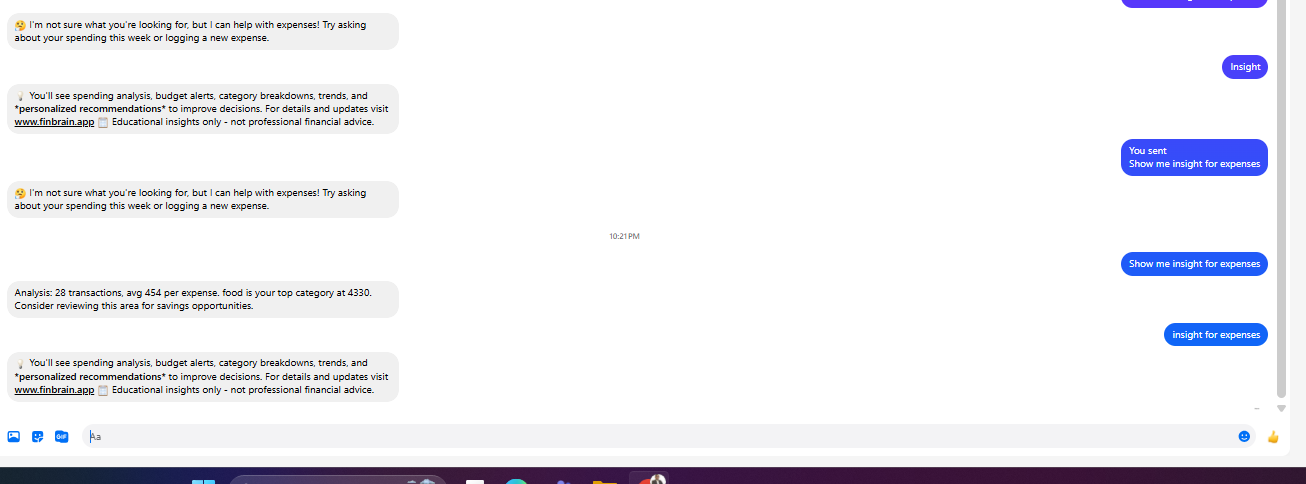 🤔 I'm not sure what you're looking for, but I can help with expenses! Try asking
about your spending this week or logging a new expense.
Insight
💡 You'll see spending analysis, budget alerts, category breakdowns, trends, and
*personalized recommendations* to improve decisions. For details and updates visit
www.finbrain.app 📋 Educational insights only - not professional financial advice.
You sent
Show me insight for expenses
🤔 I'm not sure what you're looking for, but I can help with expenses! Try asking
about your spending this week or logging a new expense.
10:21 PM
Show me insight for expenses
Analysis: 28 transactions, avg 454 per expense. food is your top category at 4330.
Consider reviewing this area for savings opportunities.
insight for expenses
💡 You'll see spending analysis, budget alerts, category breakdowns, trends, and
*personalized recommendations* to improve decisions. For details and updates visit
www.finbrain.app 📋 Educational insights only - not professional financial advice.
GIF
Aa